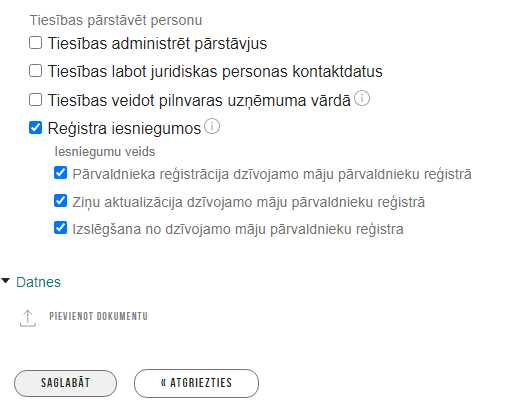 Tiesības pārstāvēt personu
Tiesības administrēt pārstāvjus
Tiesības labot juridiskas personas kontaktdatus
Tiesības veidot pilnvaras uzņēmuma vārdā
Reģistra iesniegumos
Iesniegumu veids
Pārvaldnieka reģistrācija dzīvojamo māju pārvaldnieku reģistrā
Ziņu aktualizācija dzīvojamo māju pārvaldnieku reģistrā
Izslēgšana no dzīvojamo māju pārvaldnieku reģistra
Datnes
PIEVIENOT DOKUMENTU
SAGLABĀT
« ATGRIEZTIES